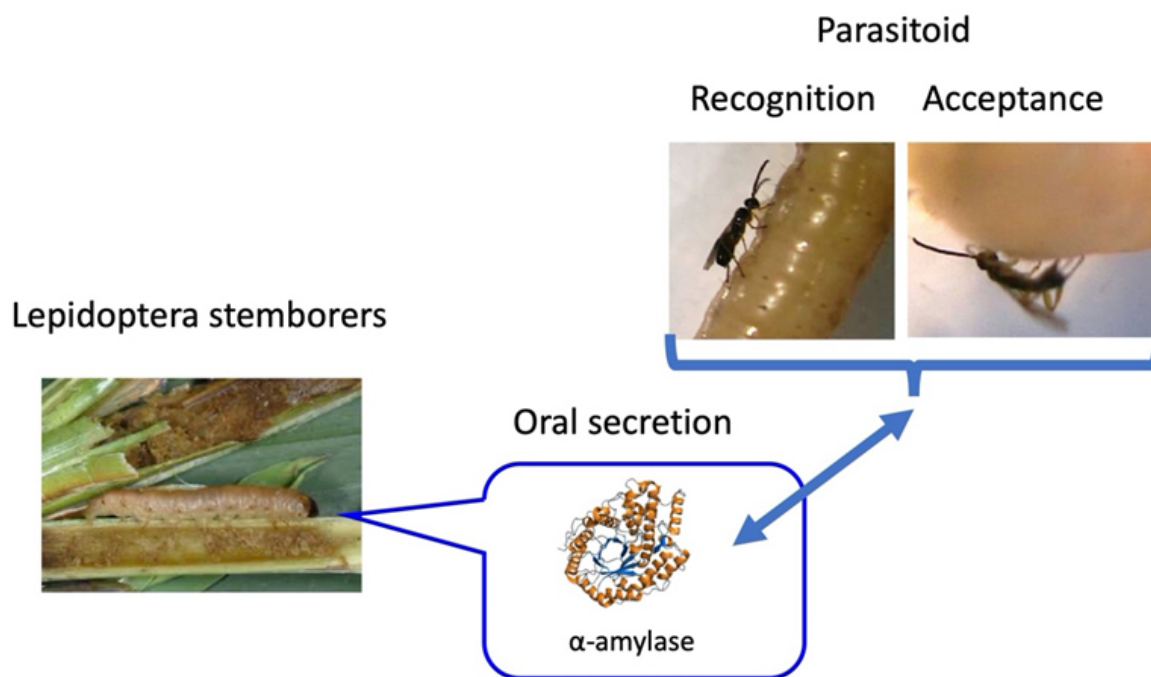 Parasitoid
Recognition
Acceptance
Lepidoptera stemborers
Oral secretion
α-amylase